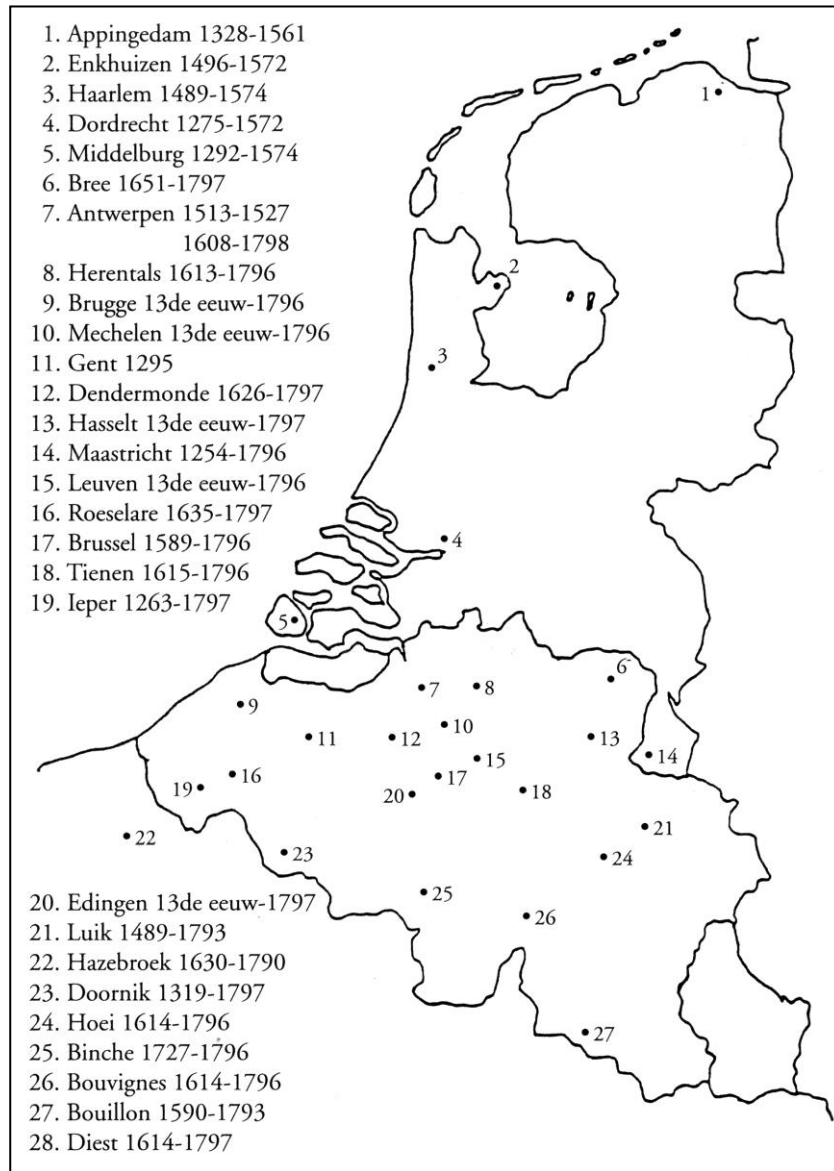 1. Appingedam 1328-1561
2. Enkhuizen 1496-1572
3. Haarlem 1489-1574
4. Dordrecht 1275-1572
5. Middelburg 1292-1574
6. Bree 1651-1797
7. Antwerpen 1513-1527
1608-1798
8. Herentals 1613-1796
9. Brugge 13de eeuw-1796
10. Mechelen 13de eeuw-1796
11. Gent 1295
12. Dendermonde 1626-1797
13. Hasselt 13de eeuw-1797
14. Maastricht 1254-1796
15. Leuven 13de eeuw-1796
16. Roeselare 1635-1797
17. Brussel 1589-1796
18. Tienen 1615-1796
19. Ieper 1263-1797
20. Edingen 13de eeuw-1797
21. Luik 1489-1793
22. Hazebroek 1630-1790
23. Doornik 1319-1797
24. Hoei 1614-1796
25. Binche 1727-1796
26. Bouvignes 1614-1796
27. Bouillon 1590-1793
28. Diest 1614-1797
1
2
3
4
5
6
7
8
9
10
11
12
13
14
15
16
17
18
19
20
21
22
23
24
25
26
27